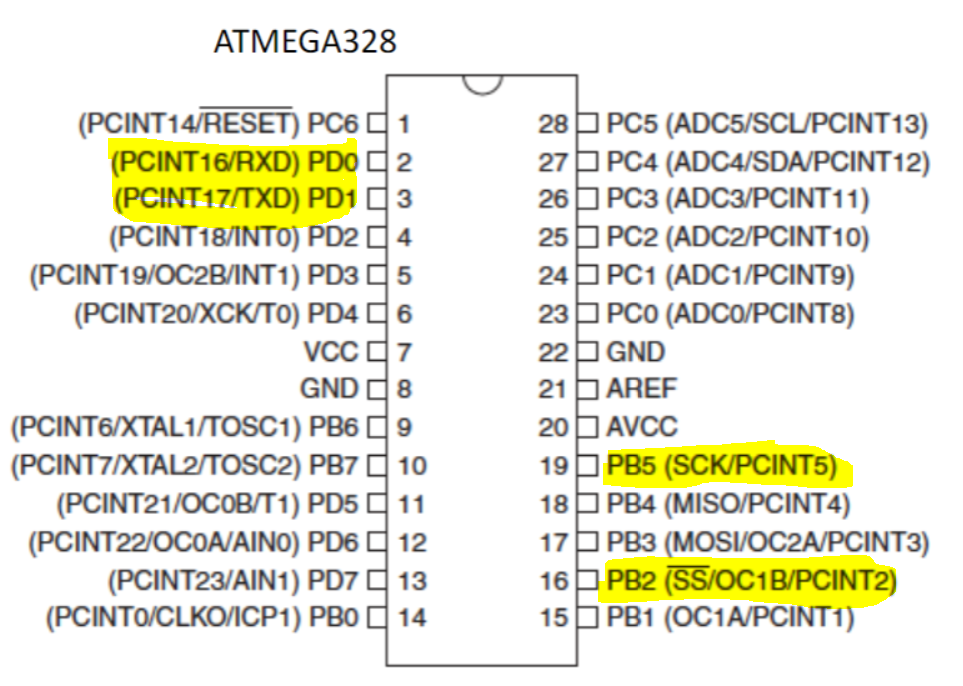 ATMEGA328
(PCINT14/RESET) PC6 1 28 PC5 (ADC5/SCL/PCINT13)
(PCINT16/RXD) PD0 2 27 PC4 (ADC4/SDA/PCINT12)
(PCINT17/TXD) PD1 3 26 PC3 (ADC3/PCINT11)
(PCINT18/INT0) PD2 4 25 PC2 (ADC2/PCINT10)
(PCINT19/OC2B/INT1) PD3 5 24 PC1 (ADC1/PCINT9)
(PCINT20/XCK/T0) PD4 6 23 PC0 (ADC0/PCINT8)
VCC 7 22 GND
GND 8 21 AREF
(PCINT6/XTAL1/TOSC1) PB6 9 20 AVCC
(PCINT7/XTAL2/TOSC2) PB7 10 19 PB5 (SCK/PCINT5)
(PCINT21/OC0B/T1) PD5 11 18 PB4 (MISO/PCINT4)
(PCINT22/OC0A/AIN0) PD6 12 17 PB3 (MOSI/OC2A/PCINT3)
(PCINT23/AIN1) PD7 13 16 PB2 (SS/OC1B/PCINT2)
(PCINT0/CLKO/ICP1) PB0 14 15 PB1 (OC1A/PCINT1)